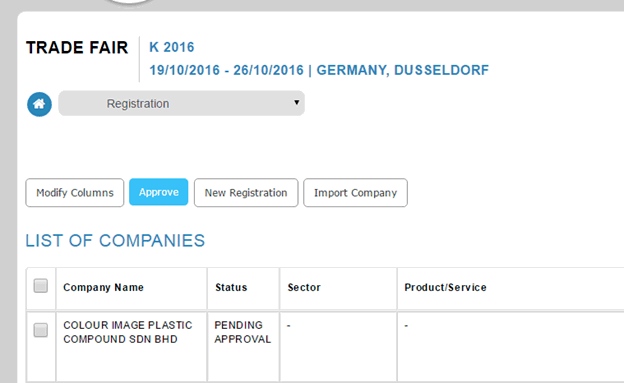 TRADE FAIR
K 2016
19/10/2016 - 26/10/2016 | GERMANY, DUSSELDORF
Registration
Modify Columns Approve New Registration Import Company
LIST OF COMPANIES
Company Name Status Sector Product/Service
COLOUR IMAGE PLASTIC PENDING - -
COMPOUND SDN BHD APPROVAL